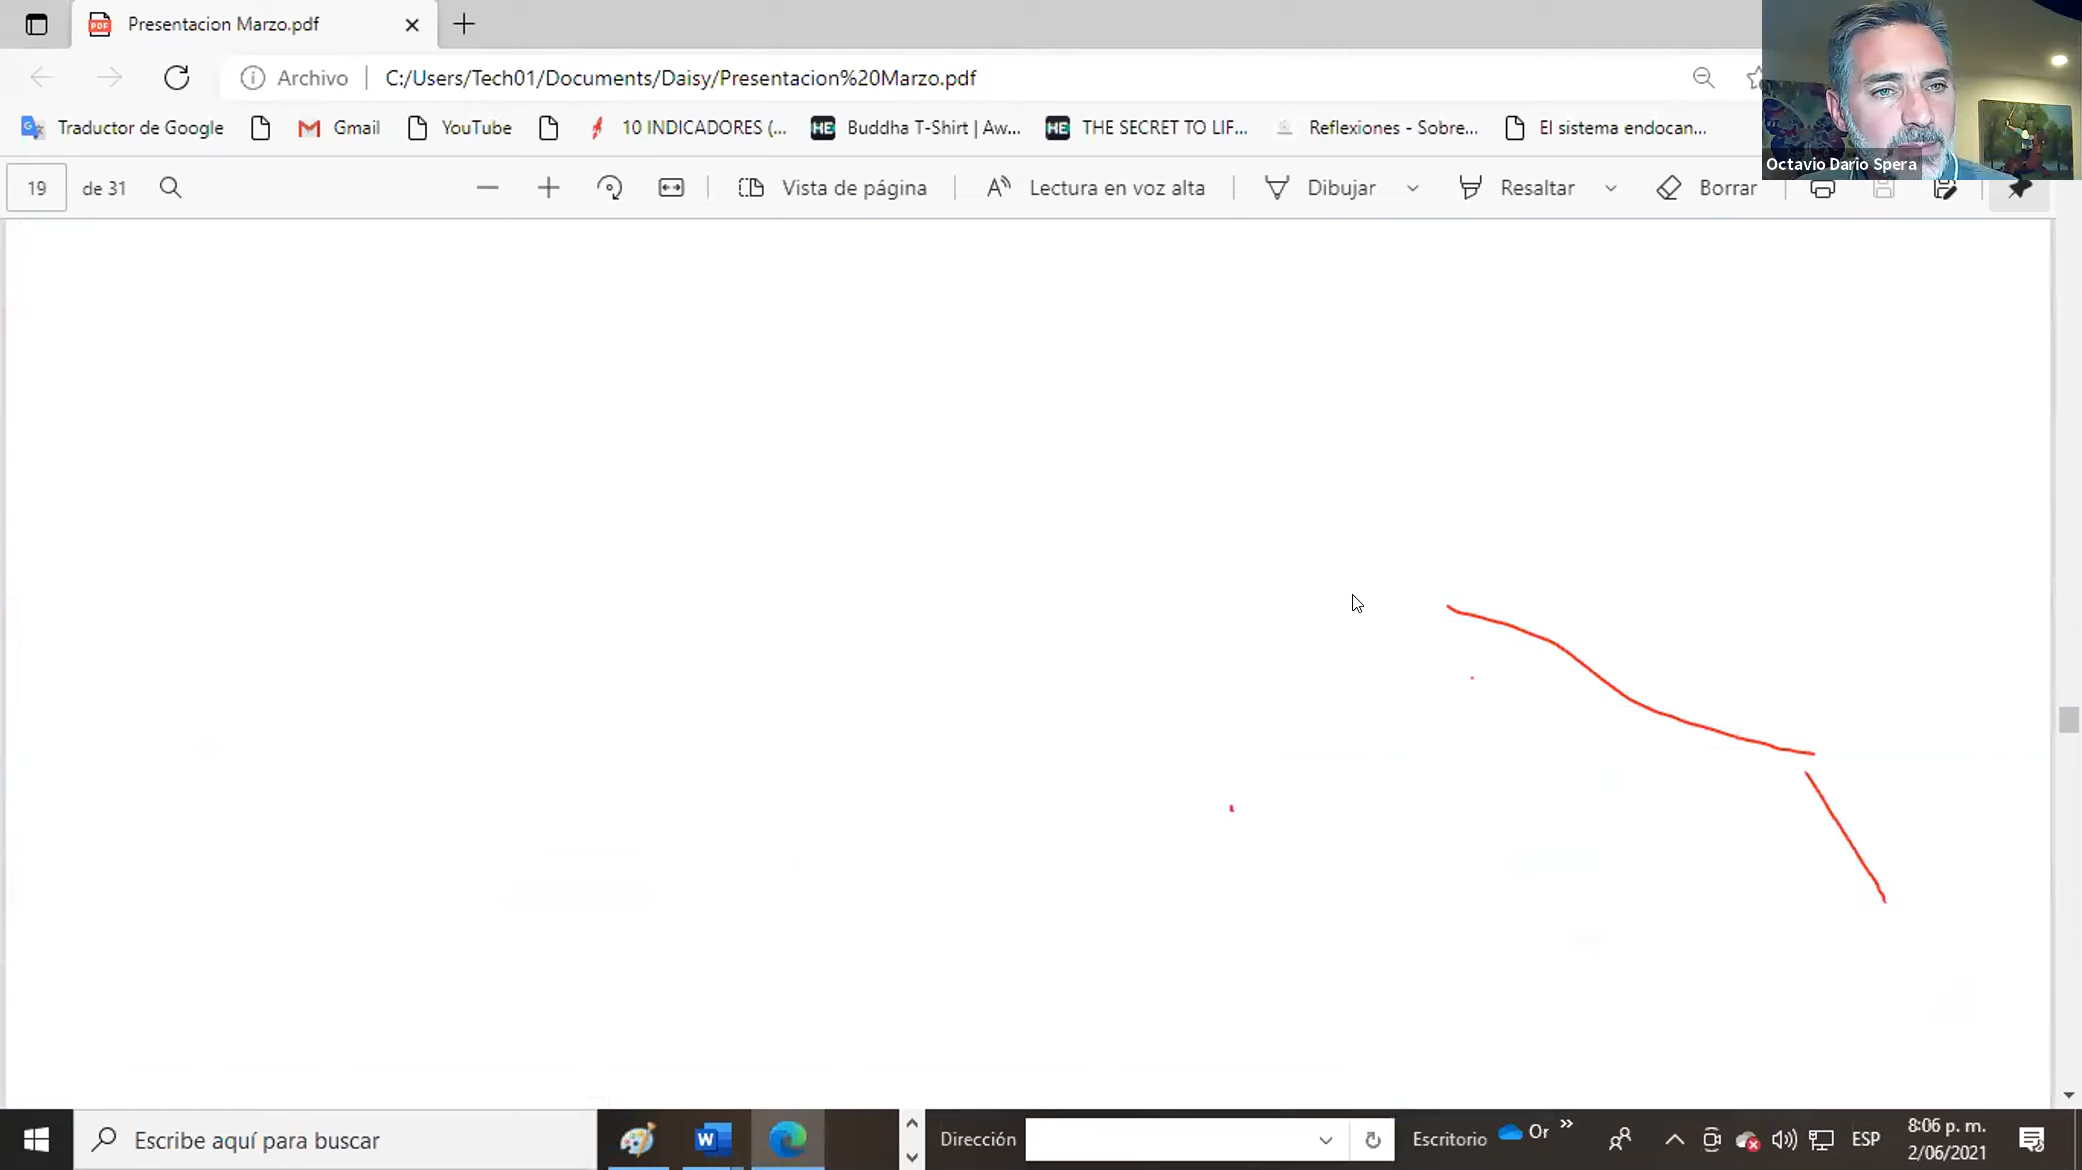 Presentacion Marzo.pdf
Archivo C:/Users/Tech01/Documents/Daisy/Presentacion%20Marzo.pdf
Traductor de Google Gmail YouTube 10 INDICADORES (... Buddha T-Shirt | Aw... THE SECRET TO LIF... Reflexiones - Sobre... El sistema endocan...
Octavio Dario Spera
19 de 31 Vista de página Lectura en voz alta Dibujar Resaltar Borrar
Escribe aquí para buscar Dirección Escritorio Or » ESP 8:06 p. m.
2/06/2021